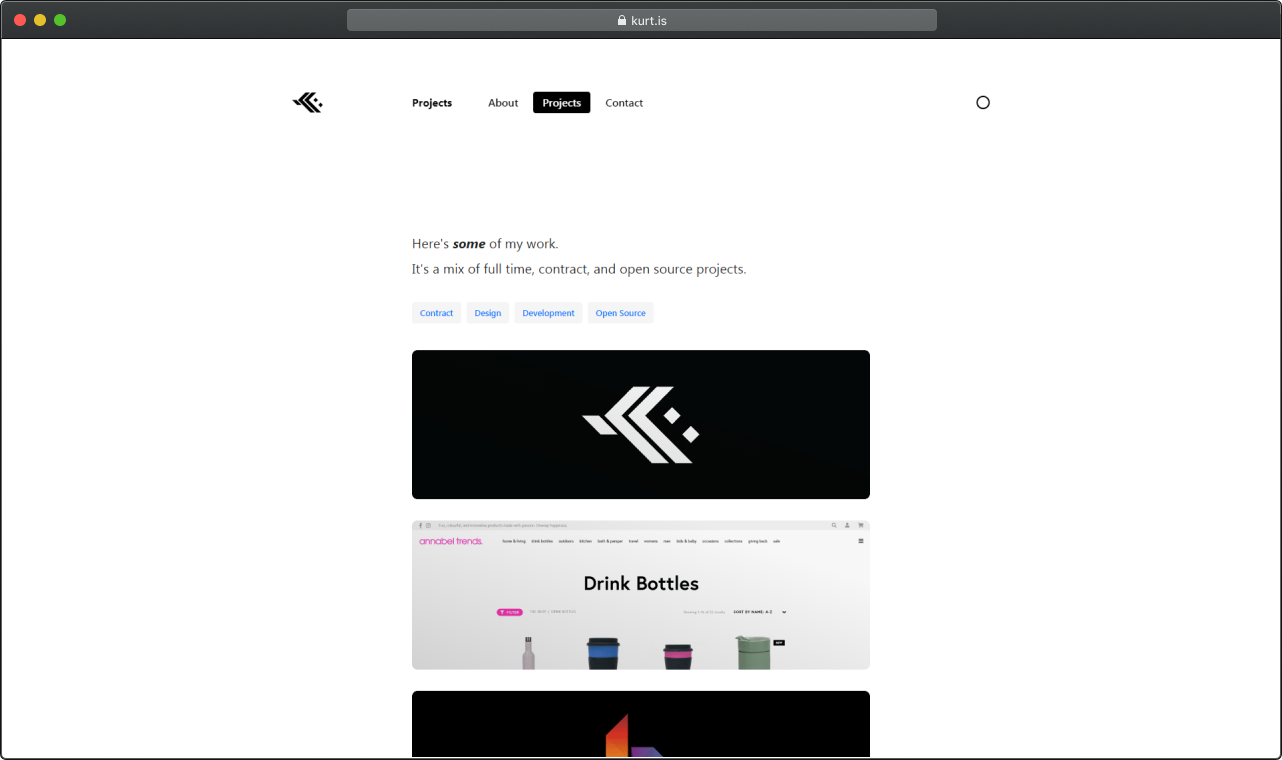 kurt.is
Projects About Projects Contact
Here's some of my work.
It's a mix of full time, contract, and open source projects.
Contract Design Development Open Source
annabel trends. home & living drink bottles outdoors kitchen bath & pamper travel womens men kids & baby occasions collections giving back sale
Drink Bottles
FILTER SORT BY NAME: A-Z